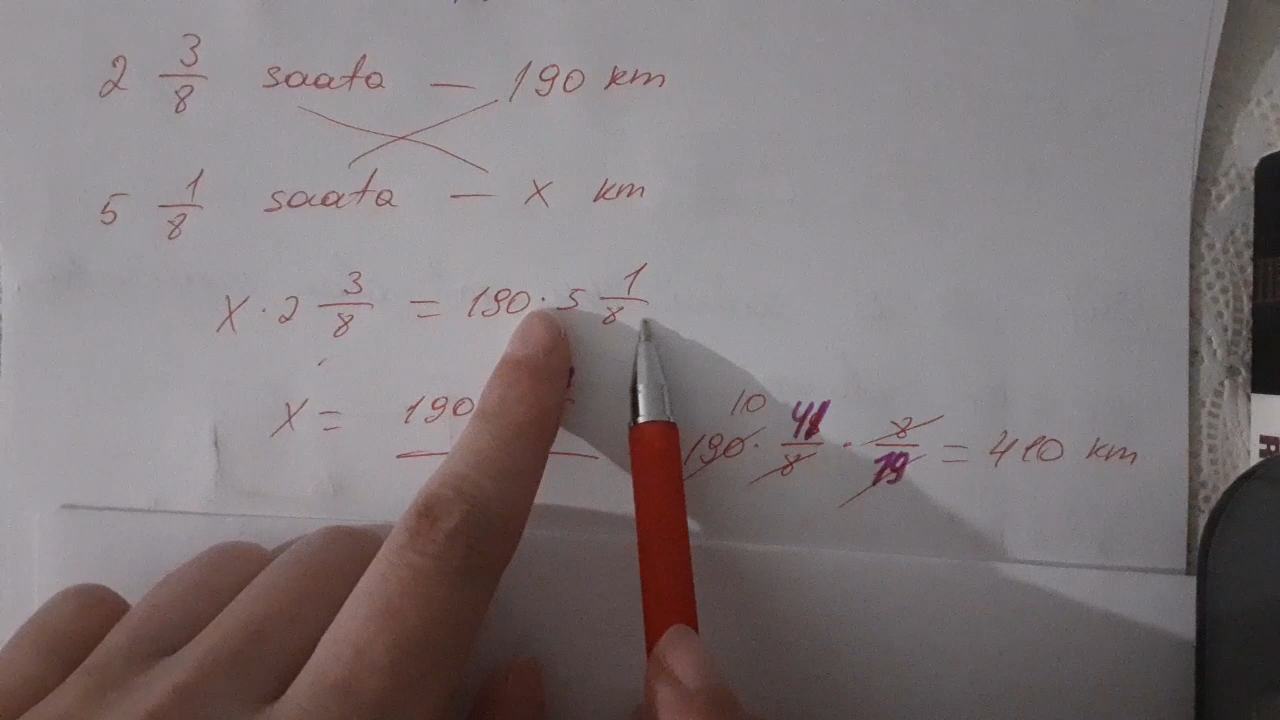 2 3/8 saata — 190 km
5 1/8 saata — x km
x · 2 3/8 = 190 · 5 1/8
x = 190
10
190 · 41/8 · 8/19 = 410 km